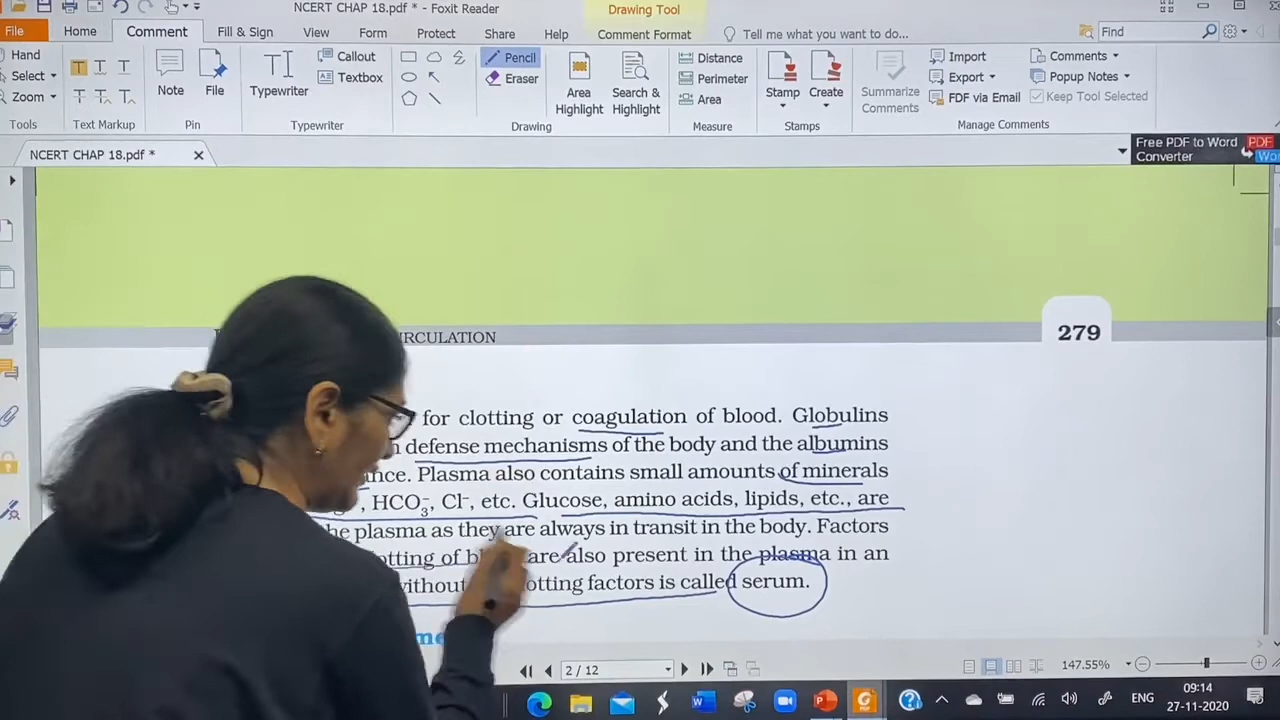 NCERT CHAP 18.pdf * - Foxit Reader
Drawing Tool
File Home Comment Fill & Sign View Form Protect Share Help Comment Format Tell me what you want to do... Find
Hand
Select
Zoom
Tools
Text Markup
Note
File
Pin
Typewriter
Callout
Textbox
Typewriter
Pencil
Eraser
Area Highlight
Search & Highlight
Drawing
Distance
Perimeter
Area
Measure
Stamp
Create
Stamps
Summarize Comments
Import
Export
FDF via Email
Comments
Popup Notes
Keep Tool Selected
Manage Comments
NCERT CHAP 18.pdf *
Free PDF to Word
Converter
PDF
IRCULATION
279
for clotting or coagulation of blood. Globulins
defense mechanisms of the body and the albumins
nce. Plasma also contains small amounts of minerals
, HCO3–, Cl–, etc. Glucose, amino acids, lipids, etc., are
he plasma as they are always in transit in the body. Factors
otting of bl are also present in the plasma in an
without otting factors is called serum.
me
2 / 12
147.55%
ENG
09:14
27-11-2020